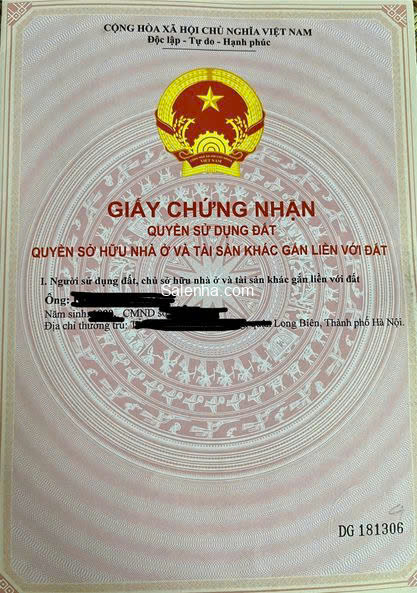 CỘNG HÒA XÃ HỘI CHỦ NGHĨA VIỆT NAM
Độc lập - Tự do - Hạnh phúc
VIỆT NAM
GIẤY CHỨNG NHẬN
QUYỀN SỬ DỤNG ĐẤT
QUYỀN SỞ HỮU NHÀ Ở VÀ TÀI SẢN KHÁC GẮN LIỀN VỚI ĐẤT
I. Người sử dụng đất, chủ sở hữu nhà ở và tài sản khác gắn liền với đất
Salenha.com
Ông:
Năm sinh: CMND số
Địa chỉ thường trú: Long Biên, Thành phố Hà Nội.
DG 181306